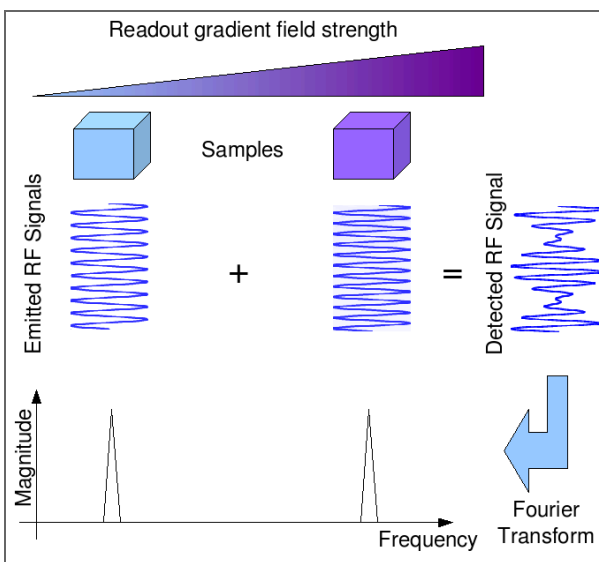 Readout gradient field strength
Samples
Emitted RF Signals
+
=
Detected RF Signal
Magnitude
Frequency
Fourier
Transform